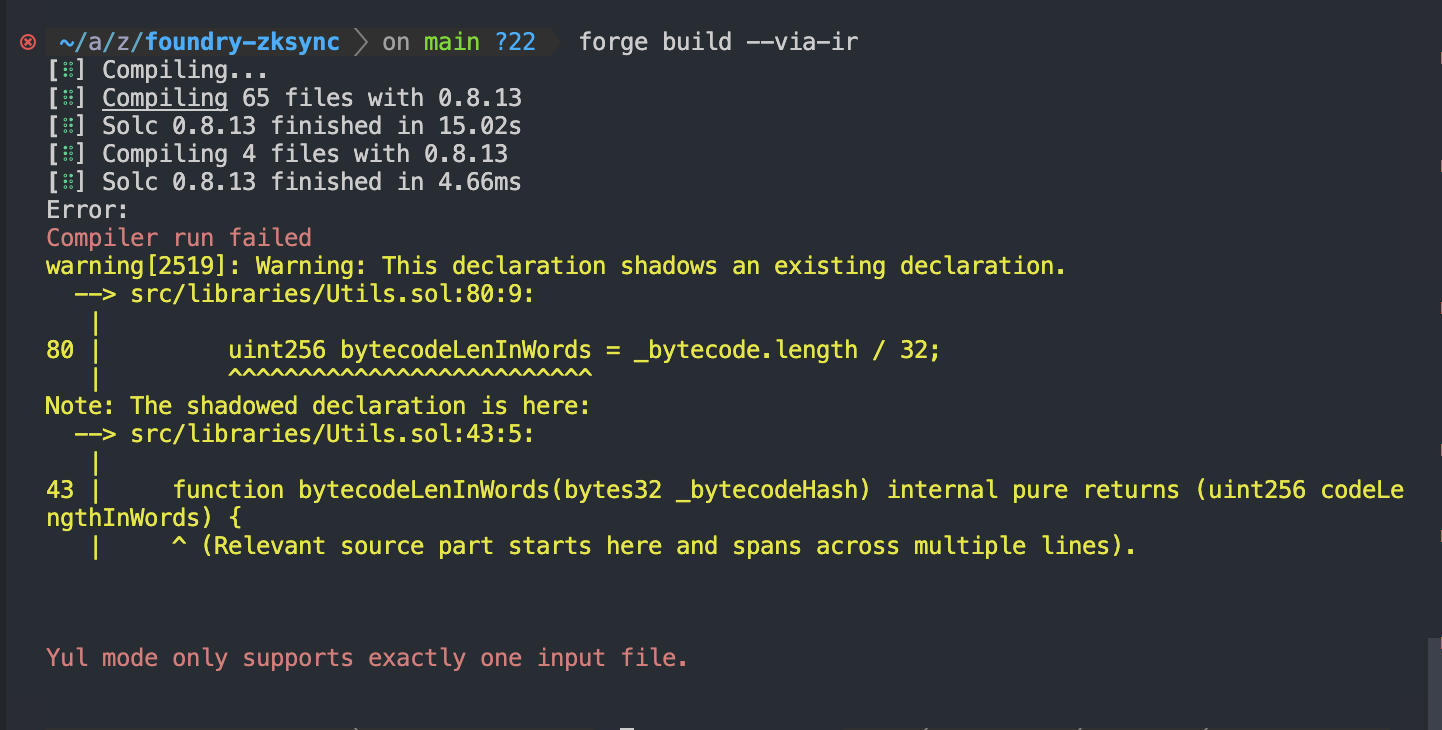 ~/a/z/foundry-zksync on main ?22 forge build --via-ir
[⠿] Compiling...
[⠿] Compiling 65 files with 0.8.13
[⠿] Solc 0.8.13 finished in 15.02s
[⠿] Compiling 4 files with 0.8.13
[⠿] Solc 0.8.13 finished in 4.66ms
Error:
Compiler run failed
warning[2519]: Warning: This declaration shadows an existing declaration.
  --> src/libraries/Utils.sol:80:9:
   |
80 |         uint256 bytecodeLenInWords = _bytecode.length / 32;
   |         ^^^^^^^^^^^^^^^^^^^^^^^^^^
Note: The shadowed declaration is here:
  --> src/libraries/Utils.sol:43:5:
   |
43 |     function bytecodeLenInWords(bytes32 _bytecodeHash) internal pure returns (uint256 codeLe
ngthInWords) {
   |     ^ (Relevant source part starts here and spans across multiple lines).
Yul mode only supports exactly one input file.